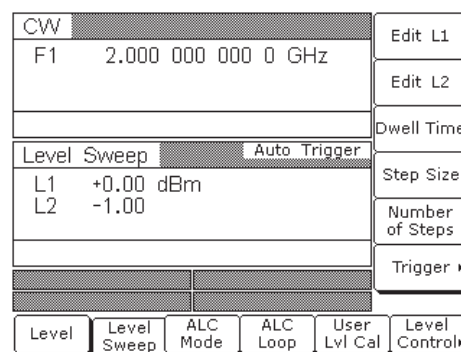 CW
F1 2.000 000 000 0 GHz
Level Sweep Auto Trigger
L1 +0.00 dBm
L2 -1.00
Edit L1
Edit L2
Dwell Time
Step Size
Number
of Steps
Trigger
Level
Level
Sweep
ALC
Mode
ALC
Loop
User
Lvl Cal
Level
Control